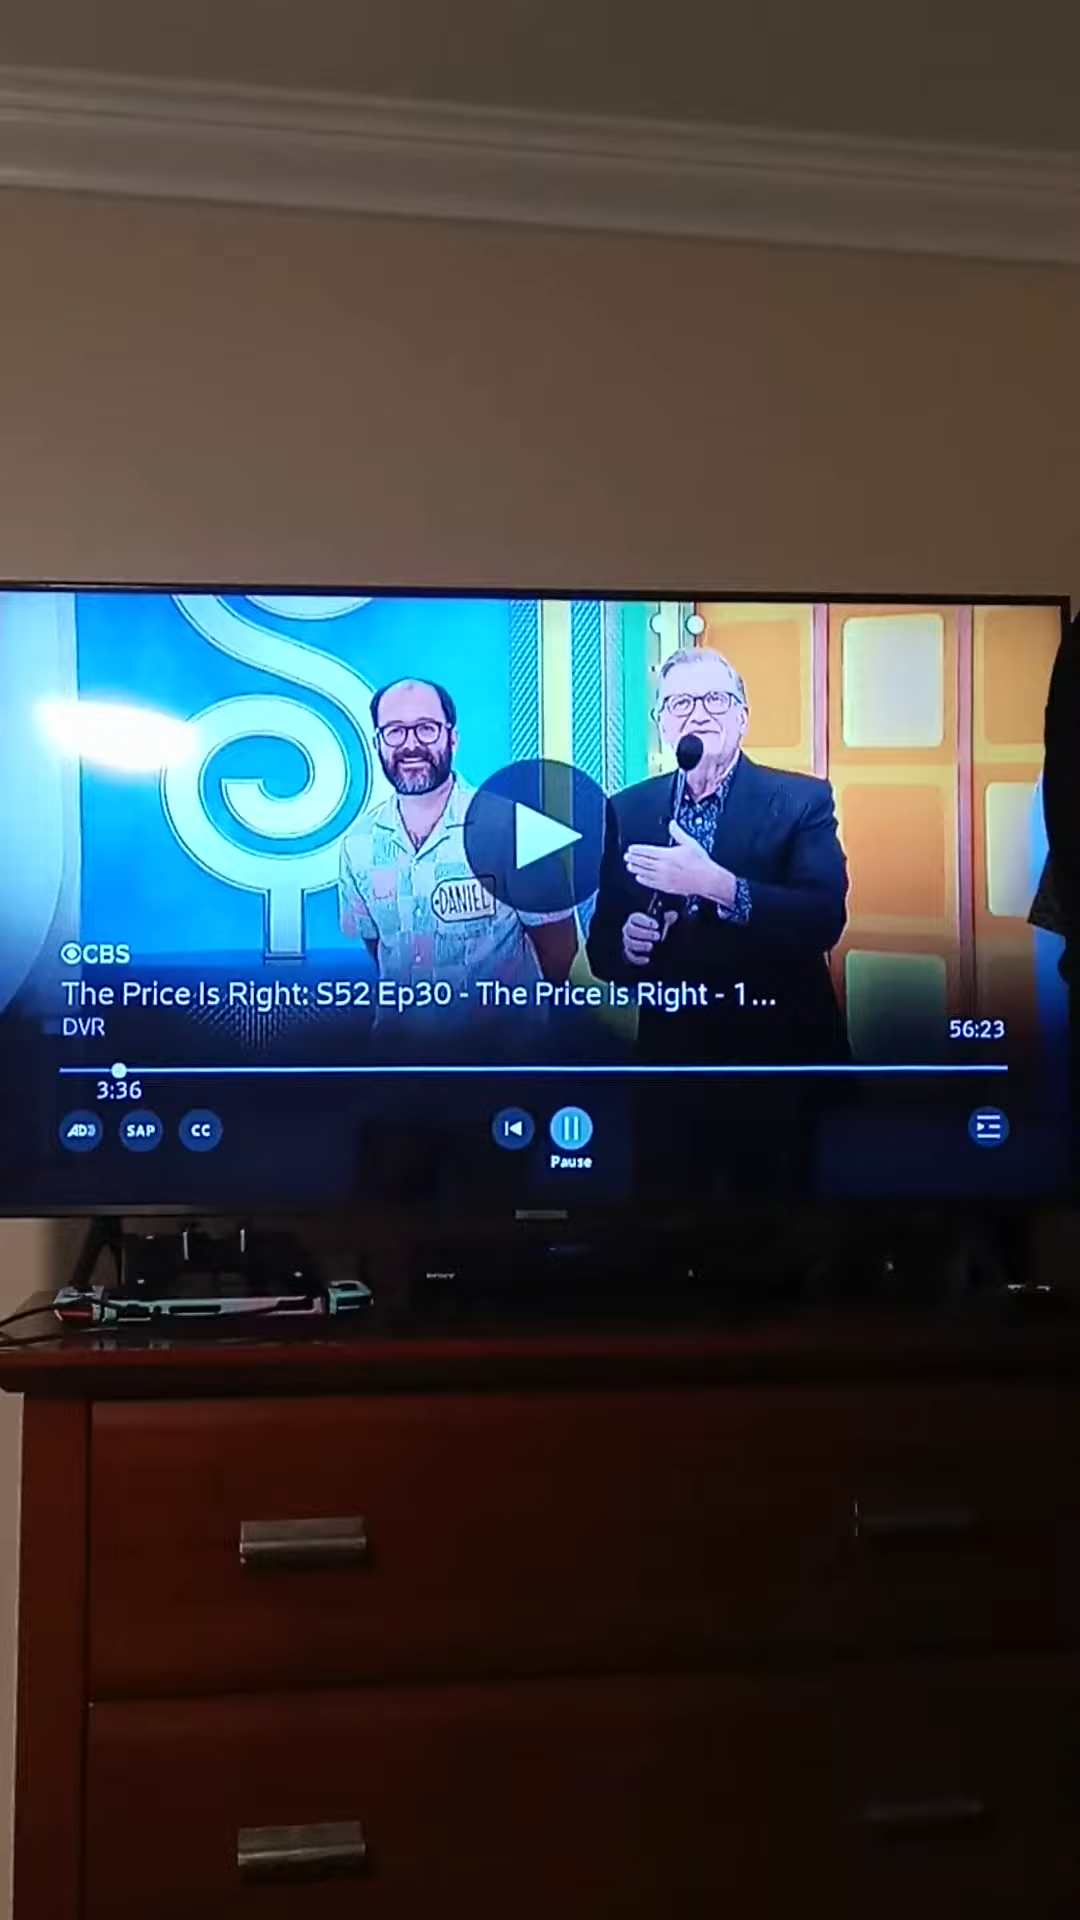 DANIEL
CBS
The Price Is Right: S52 Ep30 - The Price is Right - 1...
DVR
56:23
3:36
AD
SAP
CC
Pause
SONY